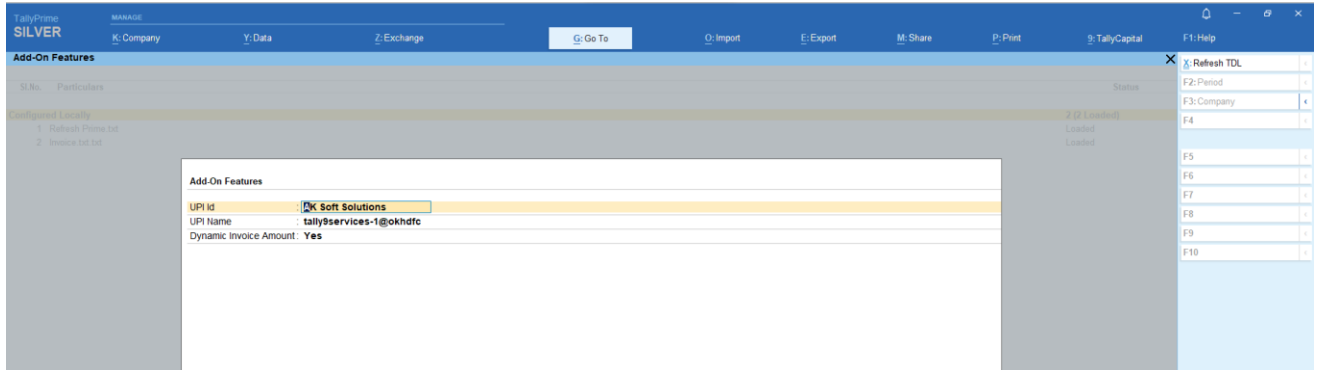 TallyPrime MANAGE
SILVER K: Company Y: Data Z: Exchange G: Go To O: Import E: Export M: Share P: Print 9: TallyCapital F1: Help
Add-On Features X: Refresh TDL
Sl.No. Particulars Status F2: Period
F3: Company
Configured Locally 2 (2 Loaded)
1 Refresh Prime.txt Loaded F4
2 Invoice.txt.txt Loaded
F5
Add-On Features F6
F7
UPI Id : AK Soft Solutions
UPI Name : tally9services-1@okhdfc F8
Dynamic Invoice Amount : Yes F9
F10